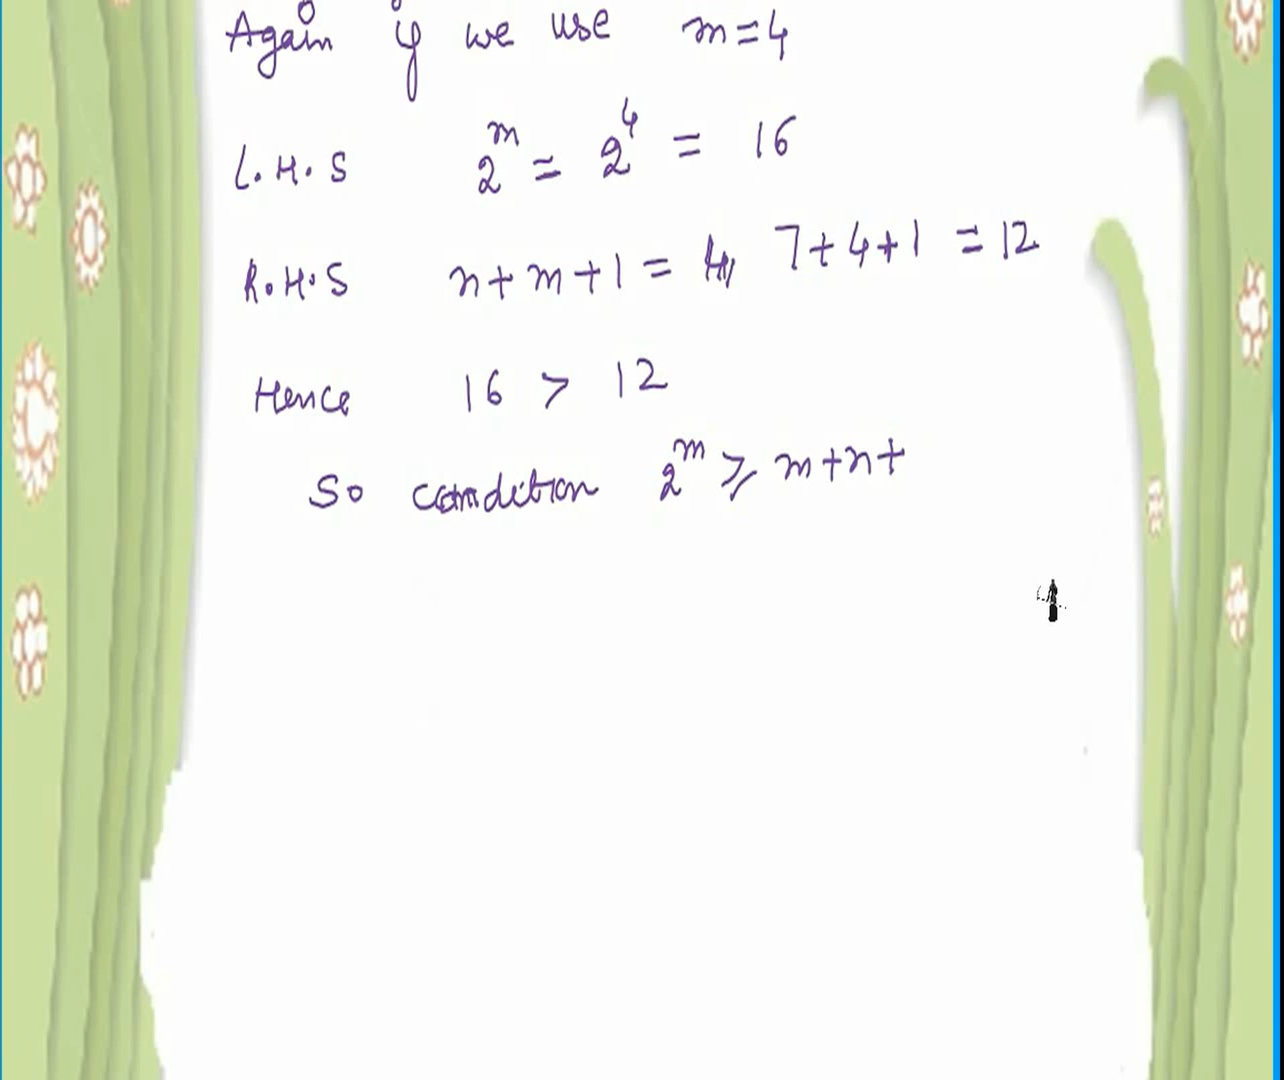 Again if we use m=4
L.H.S 2^m = 2^4 = 16
R.H.S n+m+1 = 7+4+1 = 12
Hence 16 > 12
So condition 2^m ≥ m+n+